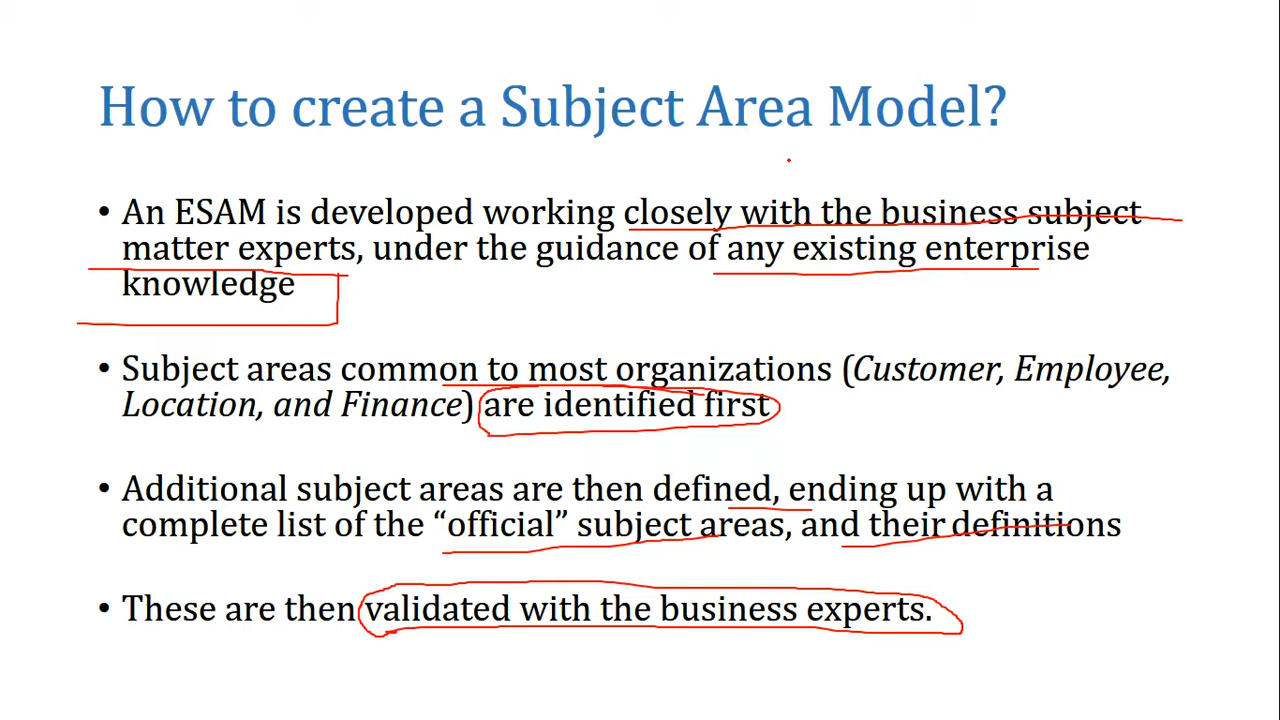 How to create a Subject Area Model?
• An ESAM is developed working closely with the business subject
matter experts, under the guidance of any existing enterprise
knowledge
• Subject areas common to most organizations (Customer, Employee,
Location, and Finance) are identified first
• Additional subject areas are then defined, ending up with a
complete list of the “official” subject areas, and their definitions
• These are then validated with the business experts.